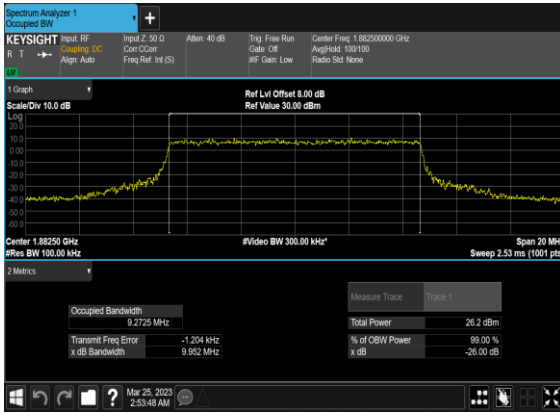 Spectrum Analyzer 1
Occupied BW
KEYSIGHT Input: RF Input Z: 50 Ω Atten: 40 dB Trig: Free Run Center Freq: 1.882500000 GHz
R T Coupling: DC Corr CCorr Gate: Off Avg|Hold: 100/100
Align: Auto Freq Ref: Int (S) #IF Gain: Low Radio Std: None
1 Graph
Scale/Div 10.0 dB
Ref Lvl Offset 8.00 dB
Ref Value 30.00 dBm
Log
20.0
10.0
0.00
-10.0
-20.0
-30.0
-40.0
-50.0
-60.0
Center 1.88250 GHz #Video BW 300.00 kHz* Span 20 MH
#Res BW 100.00 kHz Sweep 2.53 ms (1001 pts
2 Metrics
Measure Trace Trace 1
Occupied Bandwidth
9.2725 MHz
Total Power 26.2 dBm
Transmit Freq Error -1.204 kHz % of OBW Power 99.00 %
x dB Bandwidth 9.952 MHz x dB -26.00 dB
Mar 25, 2023
2:53:48 AM